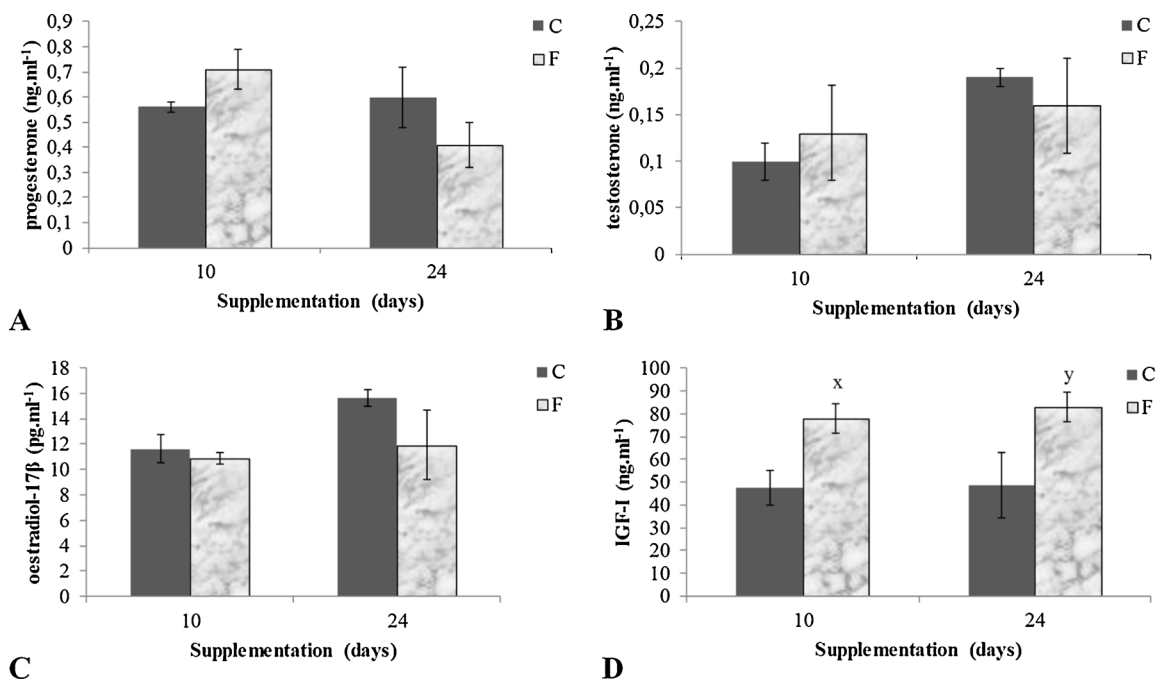 progesterone (ng.ml⁻¹)
0,9
0,8
0,7
0,6
0,5
0,4
0,3
0,2
0,1
0
10
24
Supplementation (days)
C
F
A
testosterone (ng.ml⁻¹)
0,25
0,2
0,15
0,1
0,05
0
10
24
Supplementation (days)
C
F
B
oestradiol-17β (pg.ml⁻¹)
18
16
14
12
10
8
6
4
2
0
10
24
Supplementation (days)
C
F
C
IGF-I (ng.ml⁻¹)
100
90
80
70
60
50
40
30
20
10
0
x
y
10
24
Supplementation (days)
C
F
D